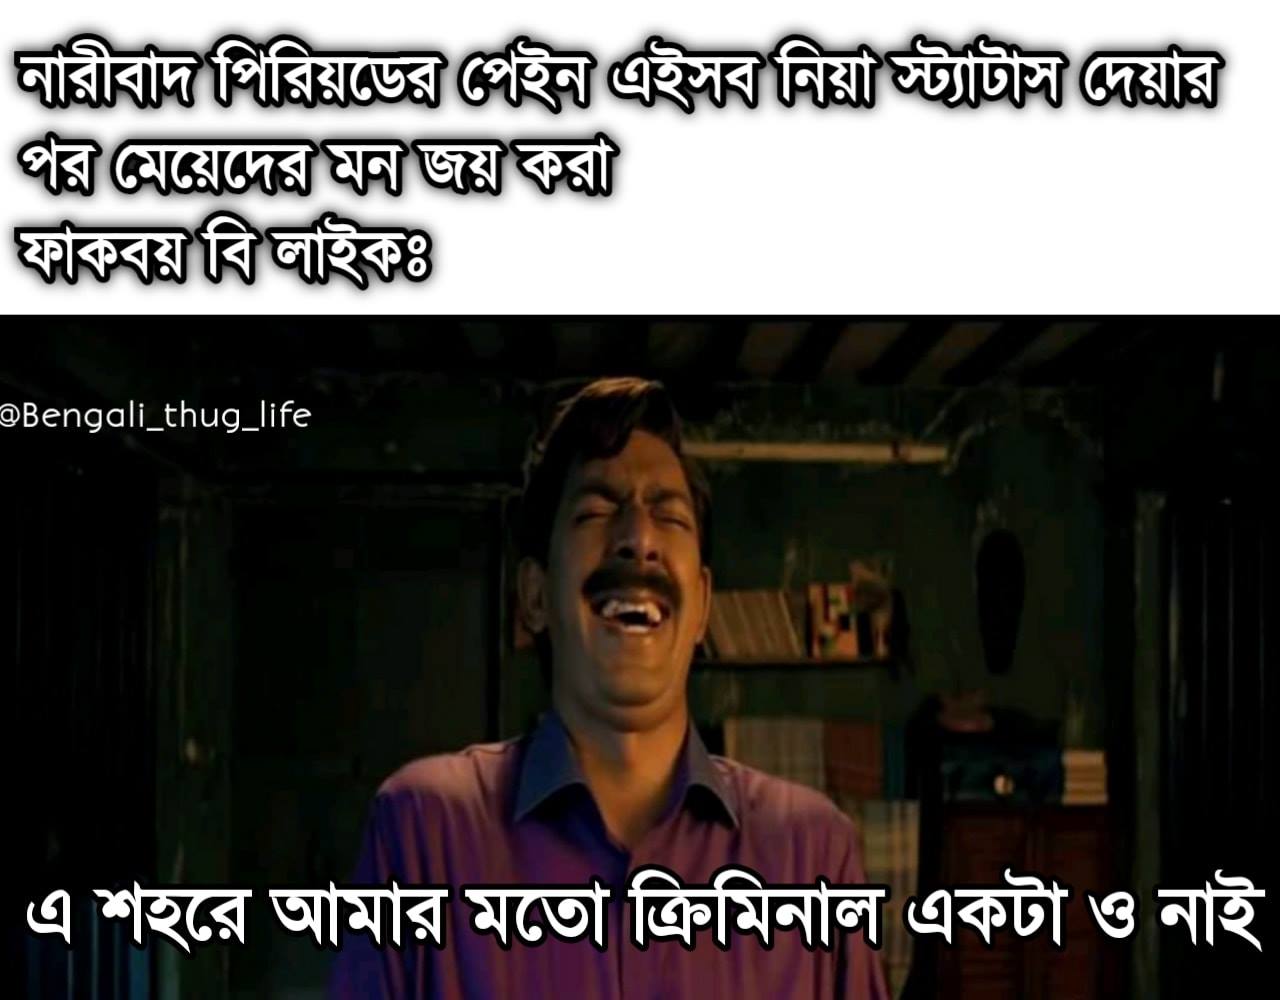 নারীবাদ পিরিয়ডের পেইন এইসব নিয়া স্ট্যাটাস দেয়ার
পর মেয়েদের মন জয় করা
ফাকবয় বি লাইকঃ
@Bengali_thug_life
এ শহরে আমার মতো ক্রিমিনাল একটা ও নাই